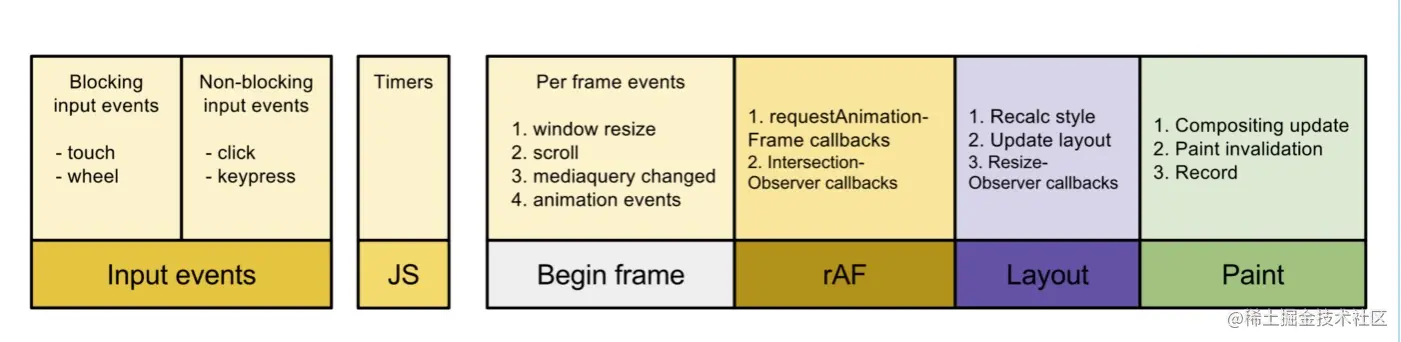 Blocking
input events
- touch
- wheel
Non-blocking
input events
- click
- keypress
Input events
Timers
JS
Per frame events
1. window resize
2. scroll
3. mediaquery changed
4. animation events
Begin frame
1. requestAnimation-
Frame callbacks
2. Intersection-
Observer callbacks
rAF
1. Recalc style
2. Update layout
3. Resize-
Observer callbacks
Layout
1. Compositing update
2. Paint invalidation
3. Record
Paint
@稀土掘金技术社区